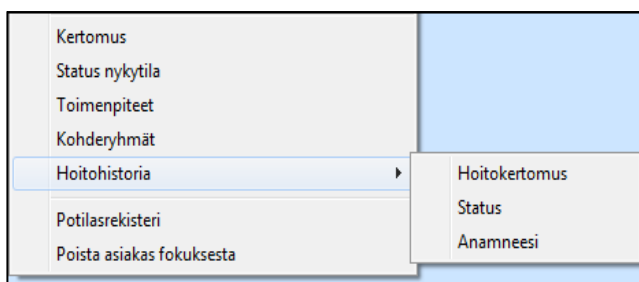 Kertomus
Status nykytila
Toimenpiteet
Kohderyhmät
Hoitohistoria
Hoitokertomus
Status
Anamneesi
Potilasrekisteri
Poista asiakas fokuksesta